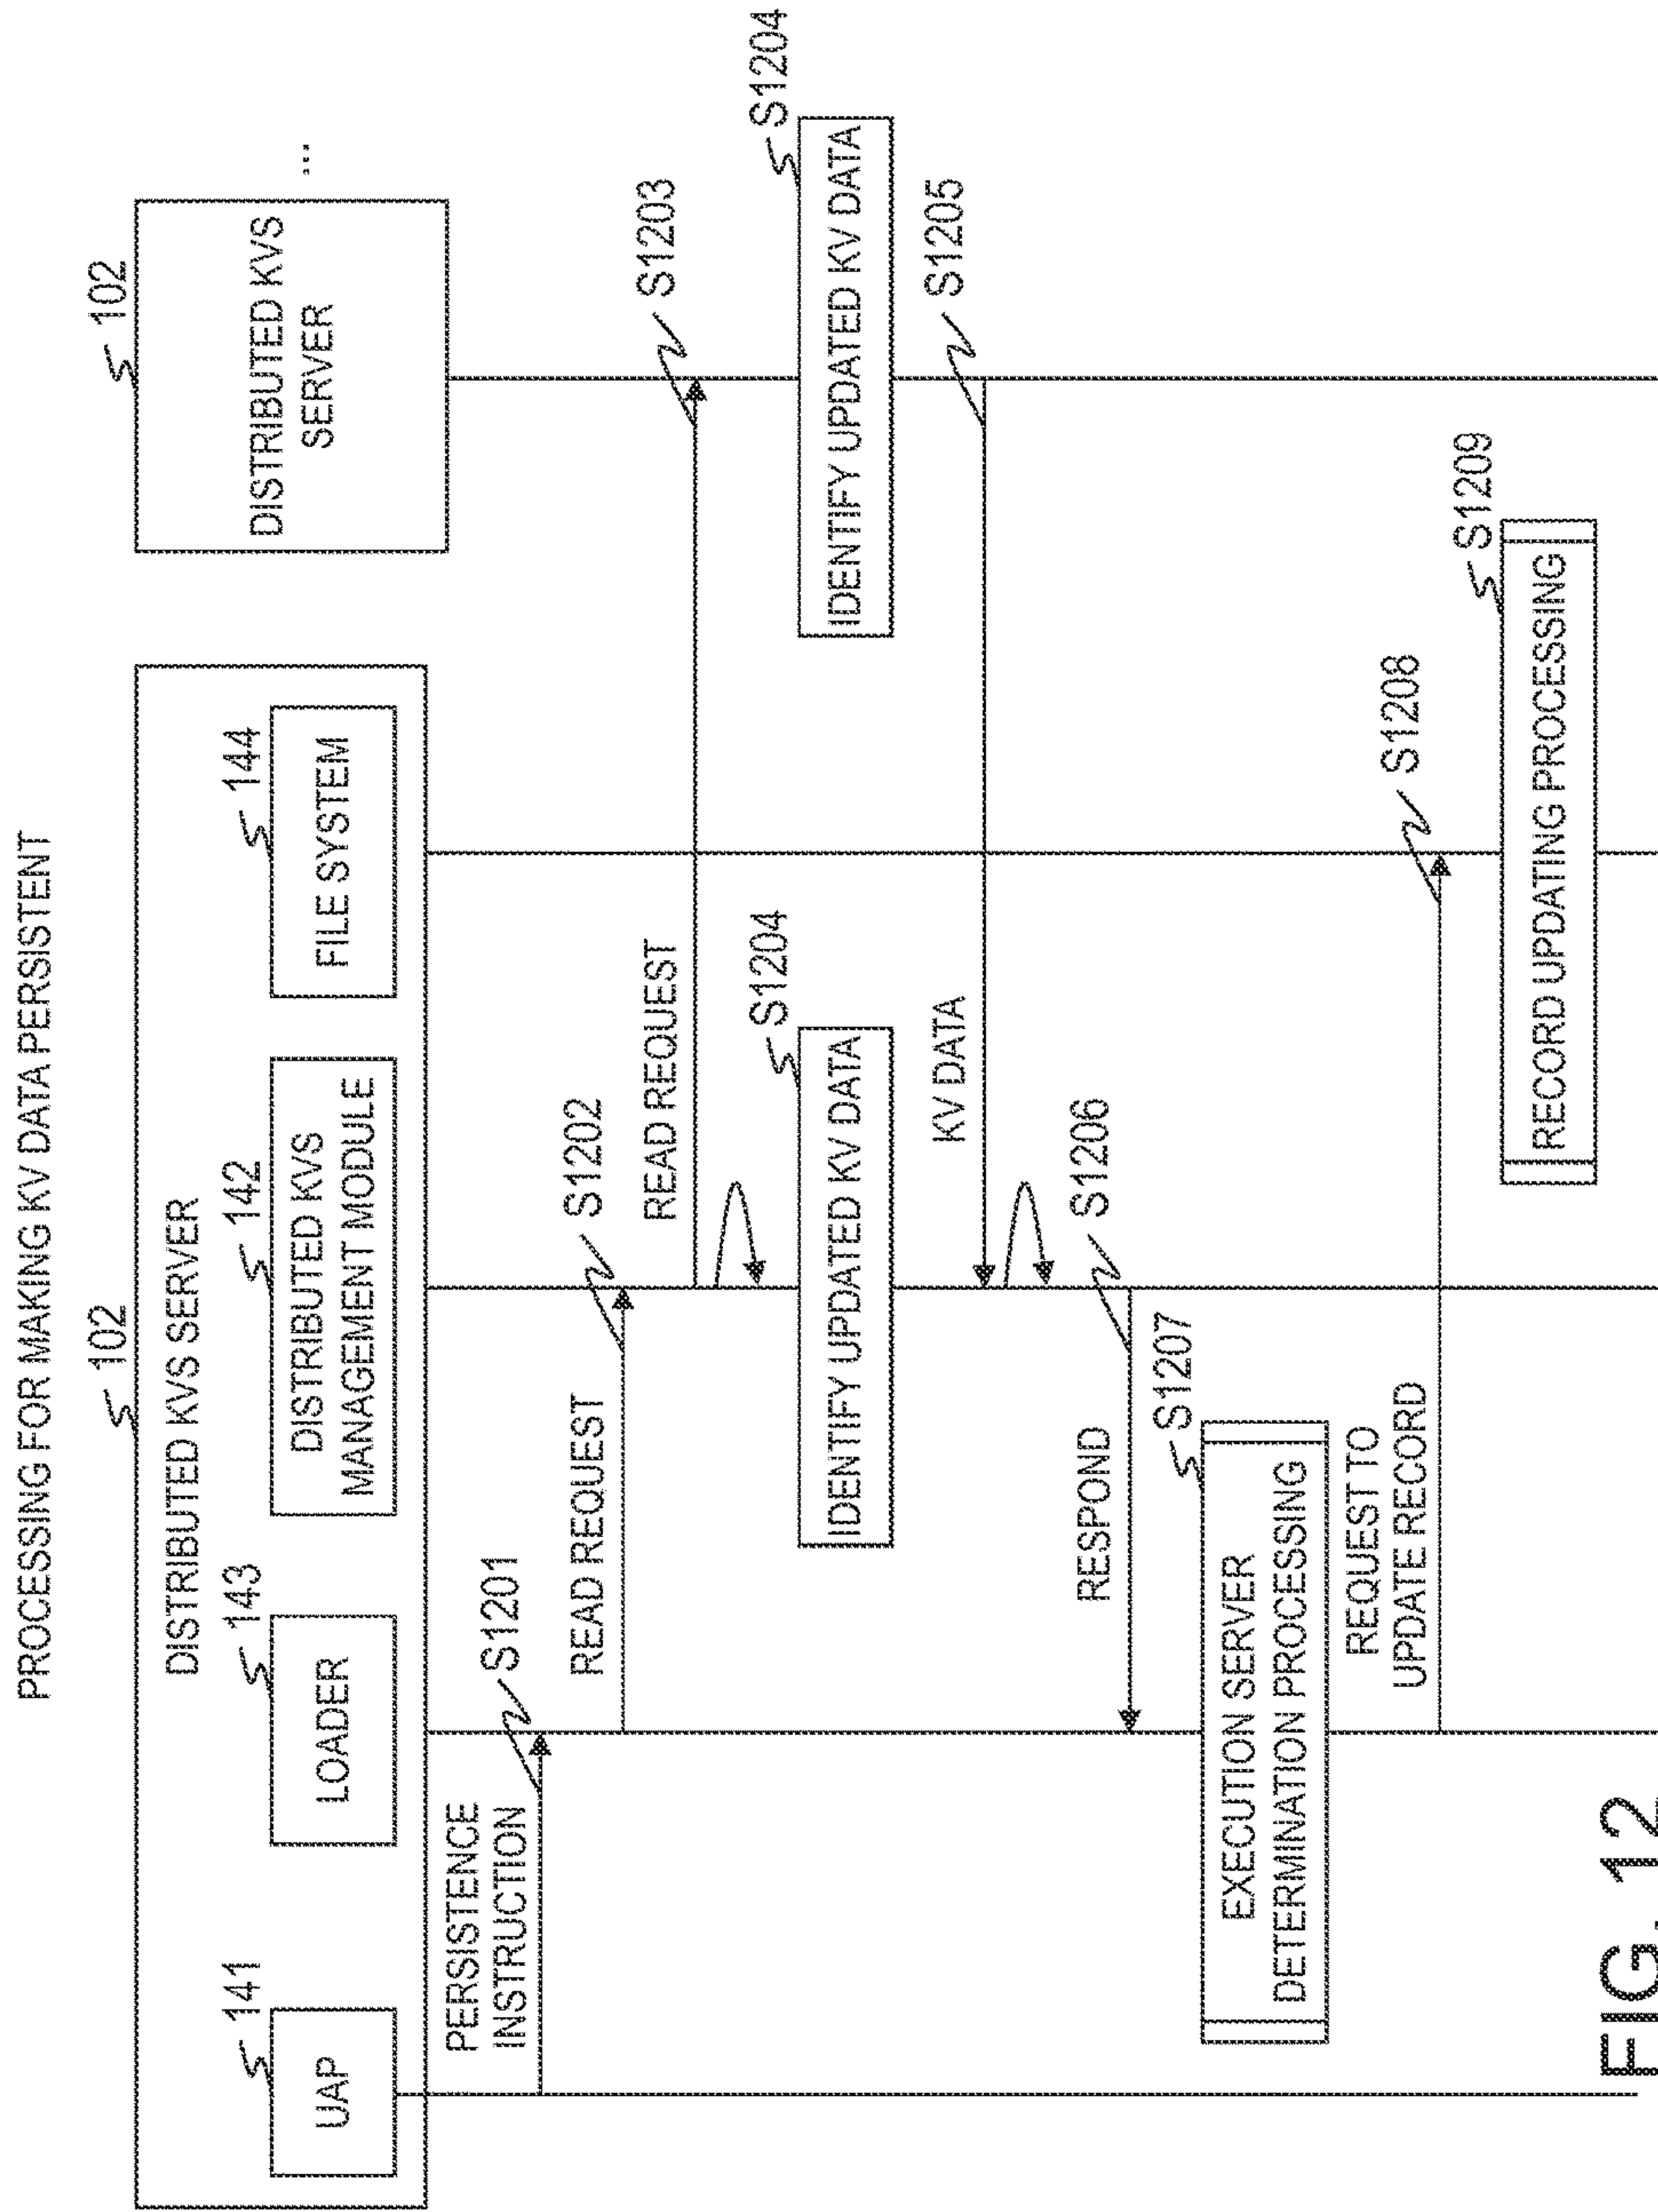 PROCESSING FOR MAKING KV DATA PERSISTENT
102
DISTRIBUTED KVS SERVER
141
UAP
143
LOADER
142
DISTRIBUTED KVS
MANAGEMENT MODULE
144
FILE SYSTEM
102
DISTRIBUTED KVS
SERVER
...
PERSISTENCE
INSTRUCTION
S1201
READ REQUEST
S1202
READ REQUEST
S1203
S1204
IDENTIFY UPDATED KV DATA
S1204
IDENTIFY UPDATED KV DATA
KV DATA
S1205
RESPOND
S1206
S1207
EXECUTION SERVER
DETERMINATION PROCESSING
REQUEST TO
UPDATE RECORD
S1208
S1209
RECORD UPDATING PROCESSING
FIG. 12